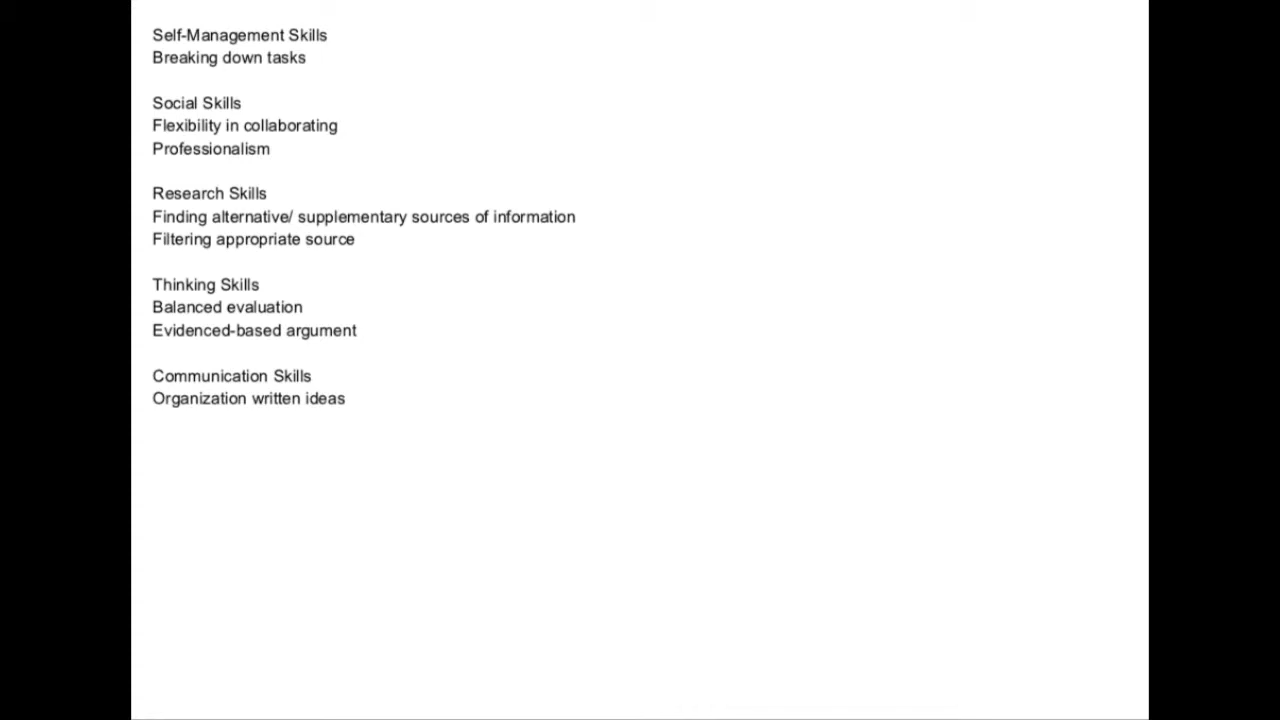 Self-Management Skills
Breaking down tasks
Social Skills
Flexibility in collaborating
Professionalism
Research Skills
Finding alternative/ supplementary sources of information
Filtering appropriate source
Thinking Skills
Balanced evaluation
Evidenced-based argument
Communication Skills
Organization written ideas